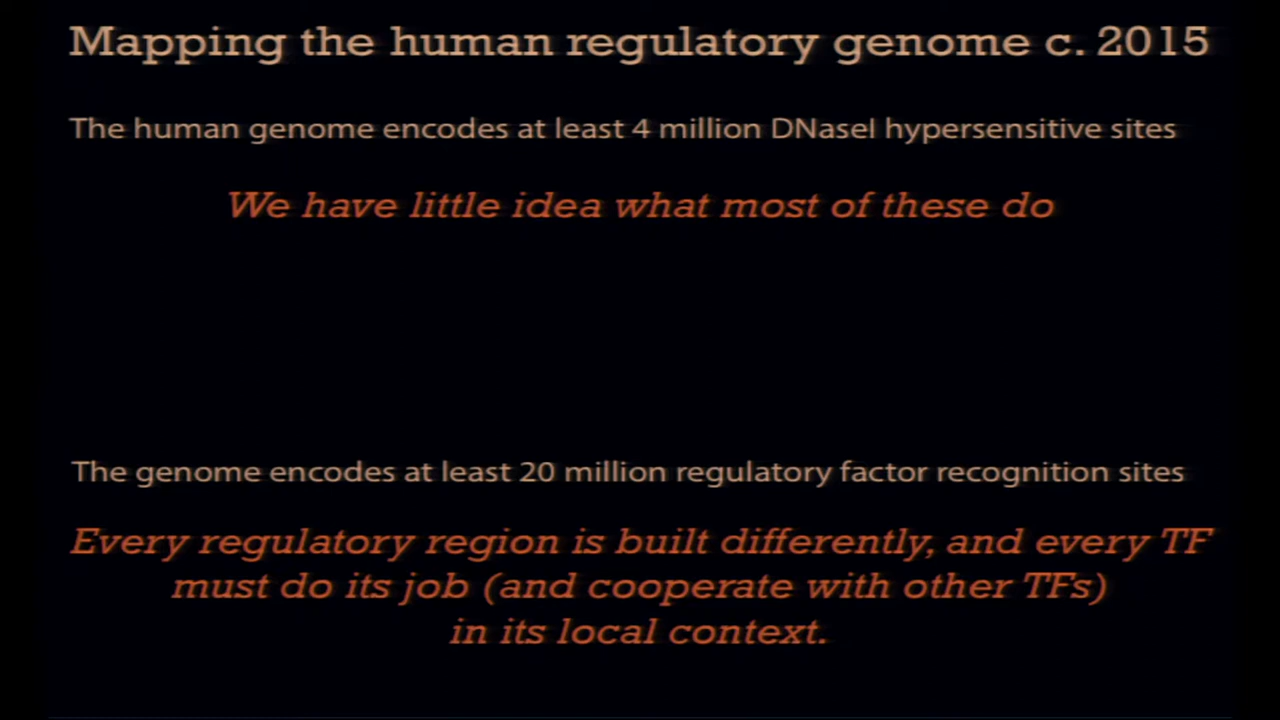 Mapping the human regulatory genome c. 2015
The human genome encodes at least 4 million DNaseI hypersensitive sites
We have little idea what most of these do
The genome encodes at least 20 million regulatory factor recognition sites
Every regulatory region is built differently, and every TF
must do its job (and cooperate with other TFs)
in its local context.